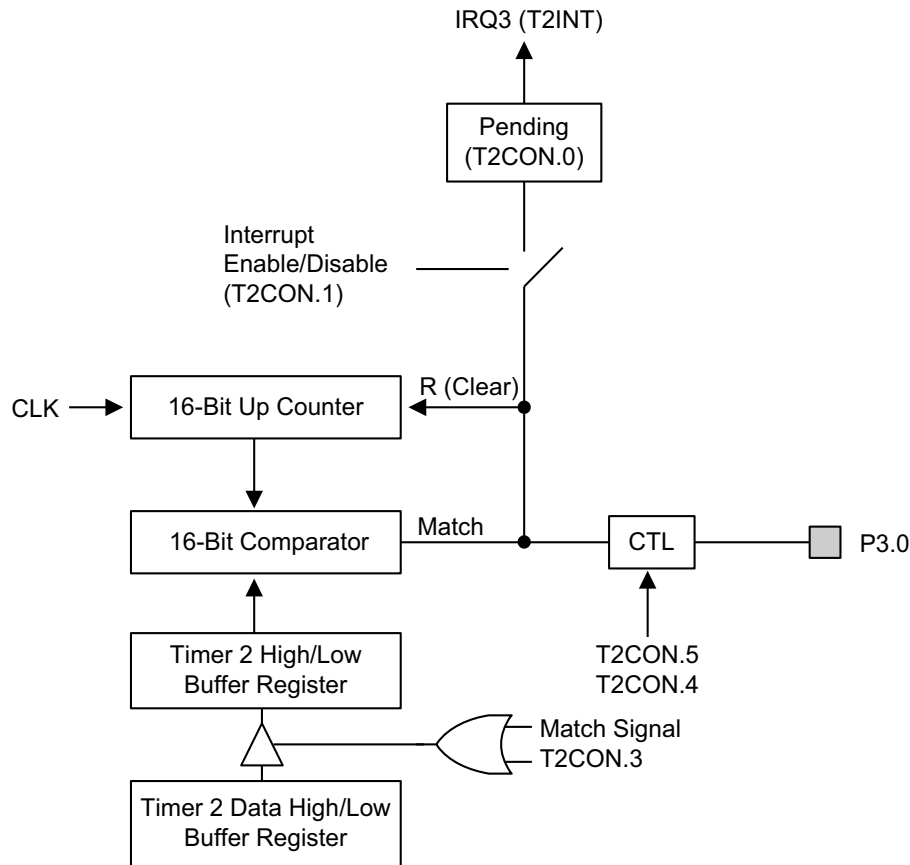 IRQ3 (T2INT)
Pending
(T2CON.0)
Interrupt
Enable/Disable
(T2CON.1)
R (Clear)
CLK
16-Bit Up Counter
16-Bit Comparator
Match
CTL
P3.0
Timer 2 High/Low
Buffer Register
T2CON.5
T2CON.4
Match Signal
T2CON.3
Timer 2 Data High/Low
Buffer Register